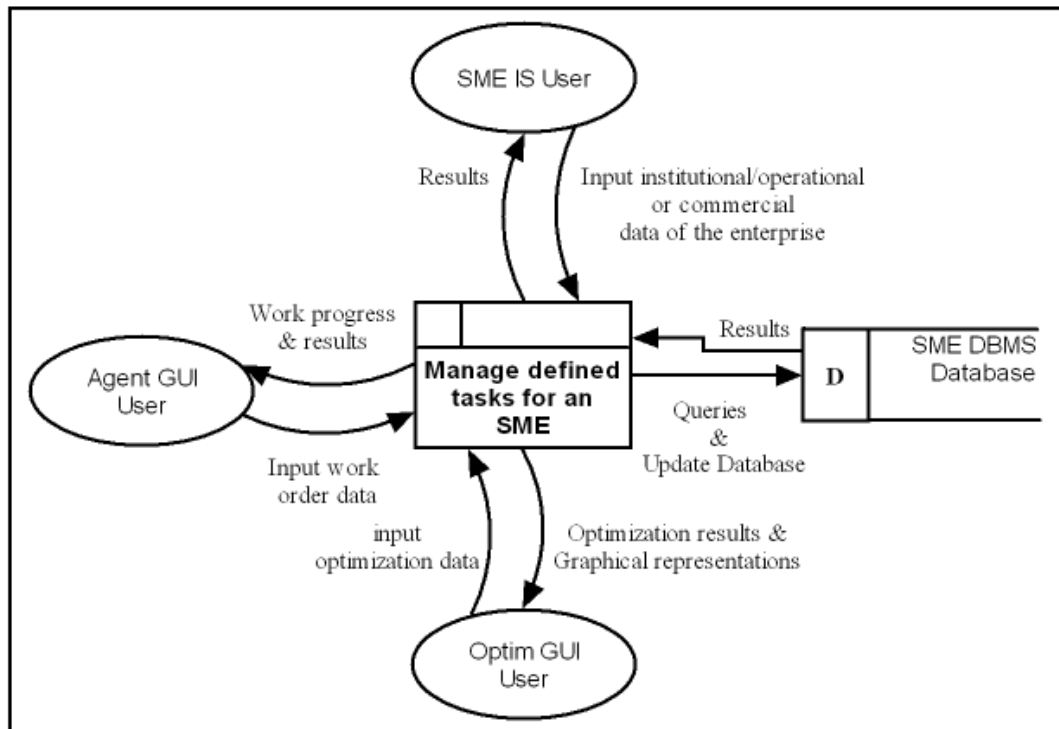 SME IS User
Results
Input institutional/operational
or commercial
data of the enterprise
Work progress
& results
Agent GUI
User
Input work
order data
Manage defined
tasks for an
SME
Results
D
SME DBMS
Database
Queries
&
Update Database
input
optimization data
Optimization results &
Graphical representations
Optim GUI
User